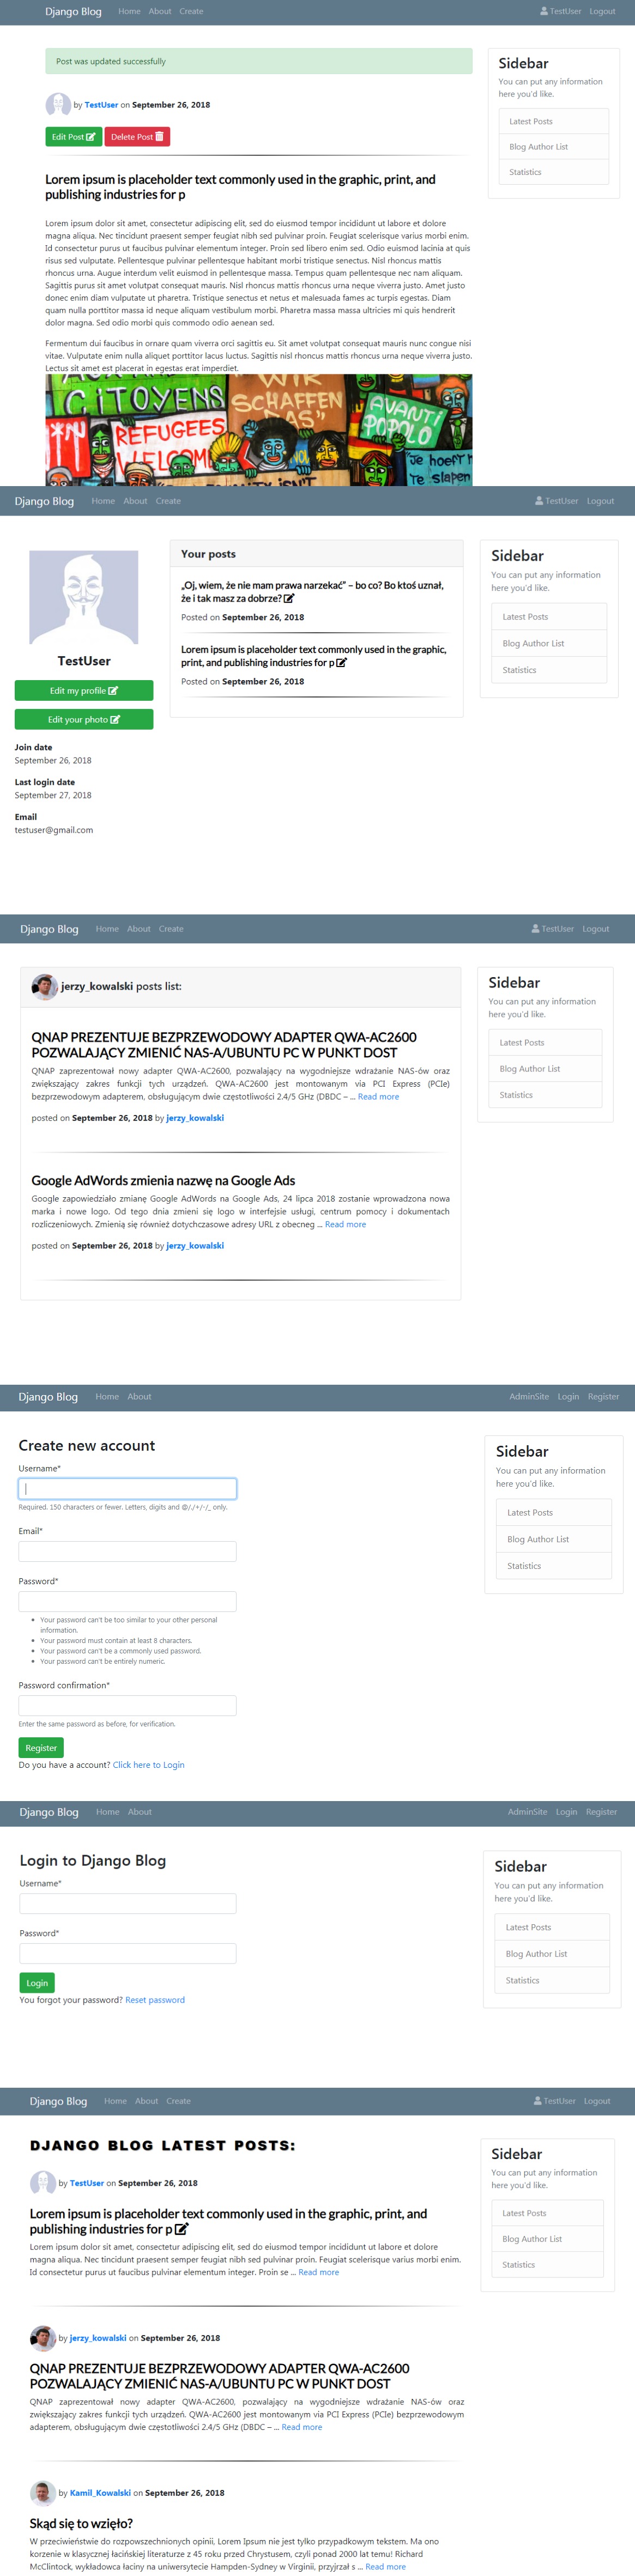 Django Blog Home About Create TestUser Logout
Post was updated successfully
by TestUser on September 26, 2018
Edit Post Delete Post
Lorem ipsum is placeholder text commonly used in the graphic, print, and
publishing industries for p
Lorem ipsum dolor sit amet, consectetur adipiscing elit, sed do eiusmod tempor incididunt ut labore et dolore
magna aliqua. Nec tincidunt praesent semper feugiat nibh sed pulvinar proin. Feugiat scelerisque varius morbi enim.
Id consectetur purus ut faucibus pulvinar elementum integer. Proin sed libero enim sed. Odio euismod lacinia at quis
risus sed vulputate. Pellentesque pulvinar pellentesque habitant morbi tristique senectus. Nisl rhoncus mattis
rhoncus urna. Augue interdum velit euismod in pellentesque massa. Tempus quam pellentesque nec nam aliquam.
Sagittis purus sit amet volutpat consequat mauris. Nisl rhoncus mattis rhoncus urna neque viverra justo. Amet justo
donec enim diam vulputate ut pharetra. Tristique senectus et netus et malesuada fames ac turpis egestas. Diam
quam nulla porttitor massa id neque aliquam vestibulum morbi. Pharetra massa massa ultricies mi quis hendrerit
dolor magna. Sed odio morbi quis commodo odio aenean sed.
Fermentum dui faucibus in ornare quam viverra orci sagittis eu. Sit amet volutpat consequat mauris nunc congue nisi
vitae. Vulputate enim nulla aliquet porttitor lacus luctus. Sagittis nisl rhoncus mattis rhoncus urna neque viverra justo.
Lectus sit amet est placerat in egestas erat imperdiet.
CITOYENS
REFUGEES
WELCOME
WIR
SCHAFFEN
DAS"
AVANTI
POPOLO
"je hoeft
te slapen
Sidebar
You can put any information
here you'd like.
Latest Posts
Blog Author List
Statistics
Django Blog Home About Create TestUser Logout
TestUser
Edit my profile
Edit your photo
Join date
September 26, 2018
Last login date
September 27, 2018
Email
testuser@gmail.com
Your posts
„Oj, wiem, że nie mam prawa narzekać” – bo co? Bo ktoś uznał,
że i tak masz za dobrze?
Posted on September 26, 2018
Lorem ipsum is placeholder text commonly used in the graphic,
print, and publishing industries for p
Posted on September 26, 2018
Sidebar
You can put any information
here you'd like.
Latest Posts
Blog Author List
Statistics
Django Blog Home About Create TestUser Logout
jerzy_kowalski posts list:
QNAP PREZENTUJE BEZPRZEWODOWY ADAPTER QWA-AC2600
POZWALAJĄCY ZMIENIĆ NAS-A/UBUNTU PC W PUNKT DOST
QNAP zaprezentował nowy adapter QWA-AC2600, pozwalający na wygodniejsze wdrażanie NAS-ów oraz
zwiększający zakres funkcji tych urządzeń. QWA-AC2600 jest montowanym via PCI Express (PCIe)
bezprzewodowym adapterem, obsługującym dwie częstotliwości 2.4/5 GHz (DBDC – ... Read more
posted on September 26, 2018 by jerzy_kowalski
Google AdWords zmienia nazwę na Google Ads
Google zapowiedziało zmianę Google AdWords na Google Ads, 24 lipca 2018 zostanie wprowadzona nowa
marka i nowe logo. Od tego dnia zmieni się logo w interfejsie usługi, centrum pomocy i dokumentach
rozliczeniowych. Zmienią się również dotychczasowe adresy URL z obecneg ... Read more
posted on September 26, 2018 by jerzy_kowalski
Sidebar
You can put any information
here you'd like.
Latest Posts
Blog Author List
Statistics
Django Blog Home About AdminSite Login Register
Create new account
Username*
Required. 150 characters or fewer. Letters, digits and @/./+/-/_ only.
Email*
Password*
Your password can't be too similar to your other personal
information.
Your password must contain at least 8 characters.
Your password can't be a commonly used password.
Your password can't be entirely numeric.
Password confirmation*
Enter the same password as before, for verification.
Register
Do you have a account? Click here to Login
Sidebar
You can put any information
here you'd like.
Latest Posts
Blog Author List
Statistics
Django Blog Home About AdminSite Login Register
Login to Django Blog
Username*
Password*
Login
You forgot your password? Reset password
Sidebar
You can put any information
here you'd like.
Latest Posts
Blog Author List
Statistics
Django Blog Home About Create TestUser Logout
DJANGO BLOG LATEST POSTS:
by TestUser on September 26, 2018
Lorem ipsum is placeholder text commonly used in the graphic, print, and
publishing industries for p
Lorem ipsum dolor sit amet, consectetur adipiscing elit, sed do eiusmod tempor incididunt ut labore et dolore
magna aliqua. Nec tincidunt praesent semper feugiat nibh sed pulvinar proin. Feugiat scelerisque varius morbi enim.
Id consectetur purus ut faucibus pulvinar elementum integer. Proin se ... Read more
by jerzy_kowalski on September 26, 2018
QNAP PREZENTUJE BEZPRZEWODOWY ADAPTER QWA-AC2600
POZWALAJĄCY ZMIENIĆ NAS-A/UBUNTU PC W PUNKT DOST
QNAP zaprezentował nowy adapter QWA-AC2600, pozwalający na wygodniejsze wdrażanie NAS-ów oraz
zwiększający zakres funkcji tych urządzeń. QWA-AC2600 jest montowanym via PCI Express (PCIe) bezprzewodowym
adapterem, obsługującym dwie częstotliwości 2.4/5 GHz (DBDC – ... Read more
by Kamil_Kowalski on September 26, 2018
Skąd się to wzięło?
W przeciwieństwie do rozpowszechnionych opinii, Lorem Ipsum nie jest tylko przypadkowym tekstem. Ma ono
korzenie w klasycznej łacińskiej literaturze z 45 roku przed Chrystusem, czyli ponad 2000 lat temu! Richard
McClintock, wykładowca łaciny na uniwersytecie Hampden-Sydney w Virginii, przyjrzał s ... Read more
Sidebar
You can put any information
here you'd like.
Latest Posts
Blog Author List
Statistics